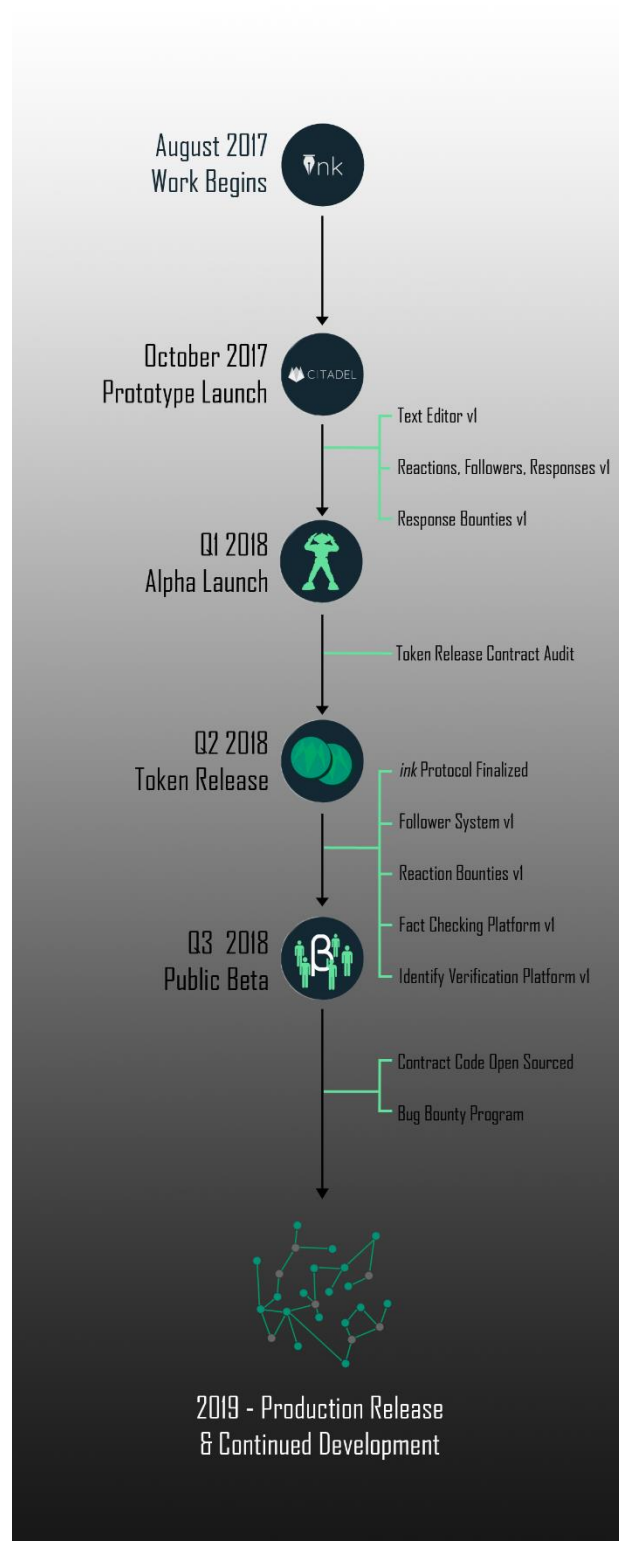 August 2017
Work Begins
ink
October 2017
Prototype Launch
CITADEL
Text Editor v1
Reactions, Followers, Responses v1
Response Bounties v1
Q1 2018
Alpha Launch
Token Release Contract Audit
Q2 2018
Token Release
ink Protocol Finalized
Follower System v1
Reaction Bounties v1
Fact Checking Platform v1
Identify Verification Platform v1
Q3 2018
Public Beta
β
Contract Code Open Sourced
Bug Bounty Program
2019 - Production Release
& Continued Development